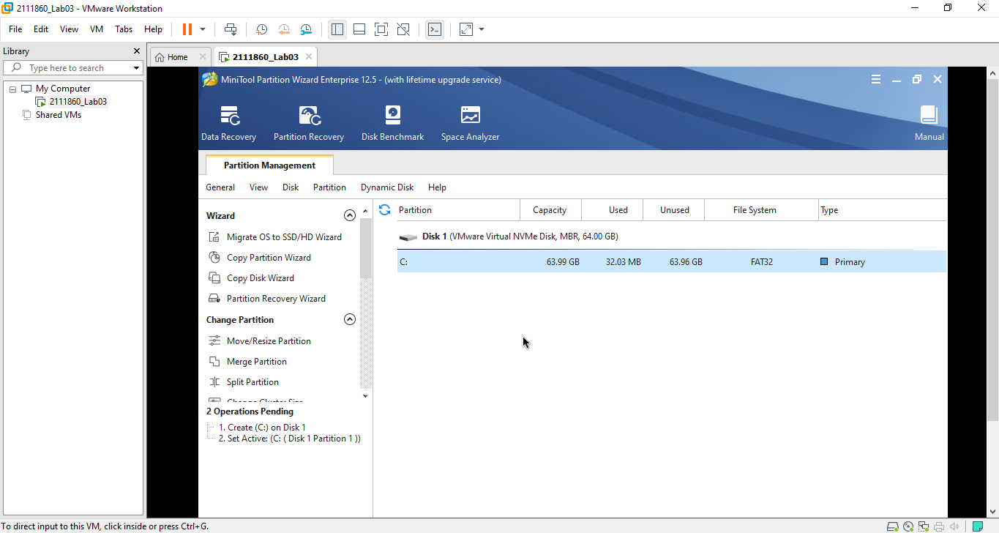 2111860_Lab03 - VMware Workstation
File Edit View VM Tabs Help
Library
Type here to search
My Computer
2111860_Lab03
Shared VMs
Home
2111860_Lab03
MiniTool Partition Wizard Enterprise 12.5 - (with lifetime upgrade service)
Data Recovery Partition Recovery Disk Benchmark Space Analyzer Manual
Partition Management
General View Disk Partition Dynamic Disk Help
Wizard
Migrate OS to SSD/HD Wizard
Copy Partition Wizard
Copy Disk Wizard
Partition Recovery Wizard
Change Partition
Move/Resize Partition
Merge Partition
Split Partition
Change Cluster Size
2 Operations Pending
1. Create (C:) on Disk 1
2. Set Active: (C: ( Disk 1 Partition 1 ))
Partition Capacity Used Unused File System Type
Disk 1 (VMware Virtual NVMe Disk, MBR, 64.00 GB)
C: 63.99 GB 32.03 MB 63.96 GB FAT32 Primary
To direct input to this VM, click inside or press Ctrl+G.